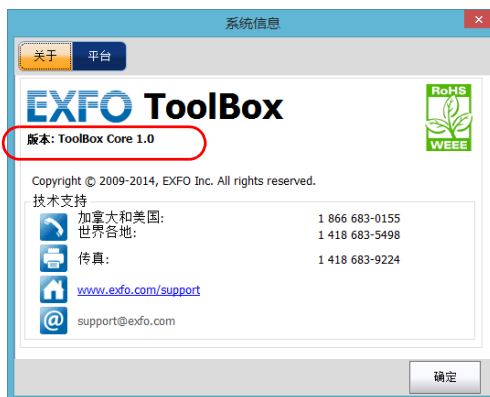 系统信息
关于
平台
EXFO ToolBox
RoHS
WEEE
版本: ToolBox Core 1.0
Copyright © 2009-2014, EXFO Inc. All rights reserved.
技术支持
加拿大和美国: 1 866 683-0155
世界各地: 1 418 683-5498
传真: 1 418 683-9224
www.exfo.com/support
@ support@exfo.com
确定